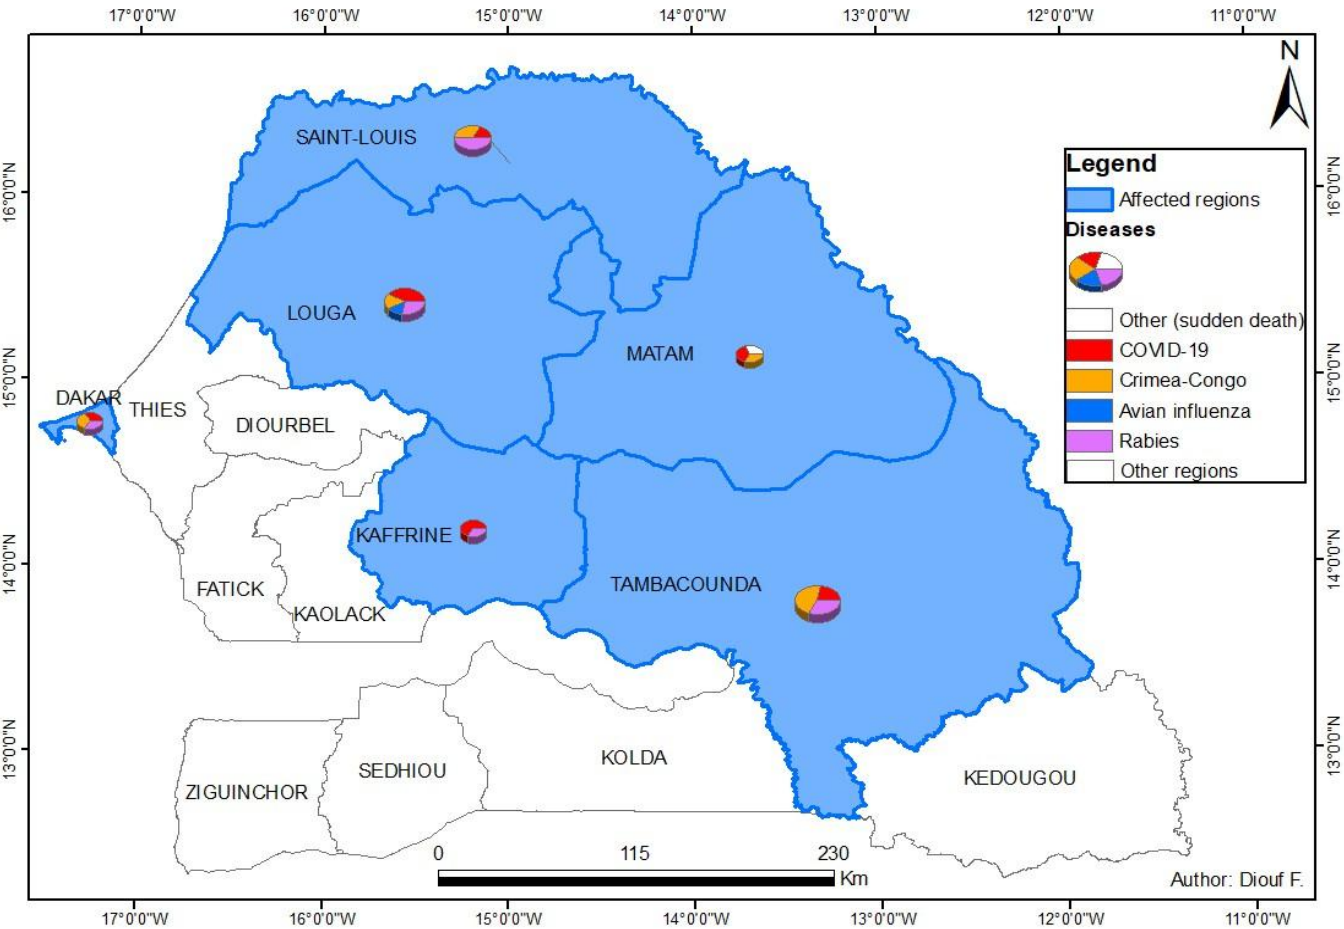 17°0'0"W 16°0'0"W 15°0'0"W 14°0'0"W 13°0'0"W 12°0'0"W 11°0'0"W
N
SAINT-LOUIS
Legend
Affected regions
Diseases
Other (sudden death)
COVID-19
Crimea-Congo
Avian influenza
Rabies
Other regions
16°0'0"N
16°0'0"N
LOUGA
MATAM
15°0'0"N
15°0'0"N
DAKAR
THIES
DIOURBEL
KAFFRINE
14°0'0"N
14°0'0"N
TAMBACOUNDA
FATICK
KAOLACK
13°0'0"N
13°0'0"N
KOLDA
SEDHIOU
KEDOUGOU
ZIGUINCHOR
0 115 230
Km
Author: Diouf F.
17°0'0"W 16°0'0"W 15°0'0"W 14°0'0"W 13°0'0"W 12°0'0"W 11°0'0"W